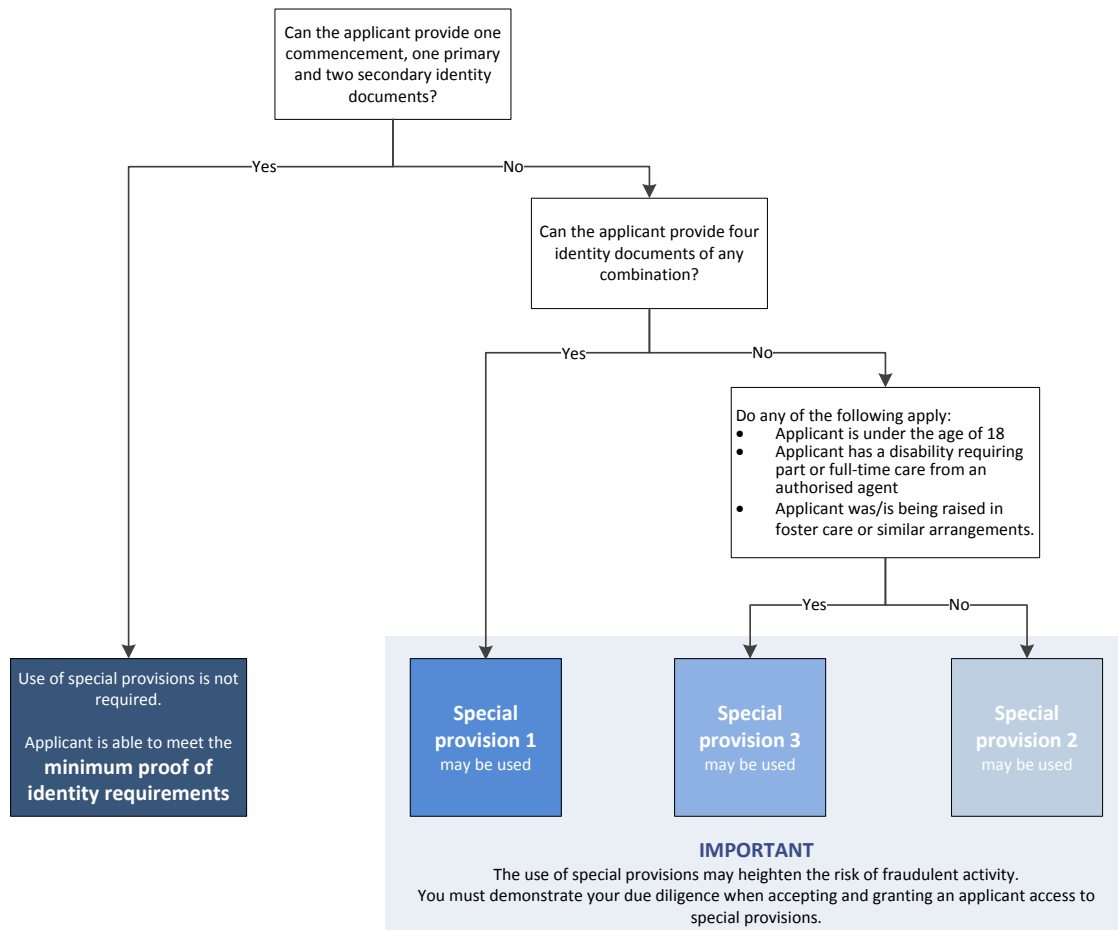 Can the applicant provide one
commencement, one primary
and two secondary identity
documents?
Yes
No
Can the applicant provide four
identity documents of any
combination?
Yes
No
Do any of the following apply:
• Applicant is under the age of 18
• Applicant has a disability requiring
part or full-time care from an
authorised agent
• Applicant was/is being raised in
foster care or similar arrangements.
Yes
No
Use of special provisions is not
required.
Applicant is able to meet the
minimum proof of
identity requirements
Special
provision 1
may be used
Special
provision 3
may be used
Special
provision 2
may be used
IMPORTANT
The use of special provisions may heighten the risk of fraudulent activity.
You must demonstrate your due diligence when accepting and granting an applicant access to
special provisions.